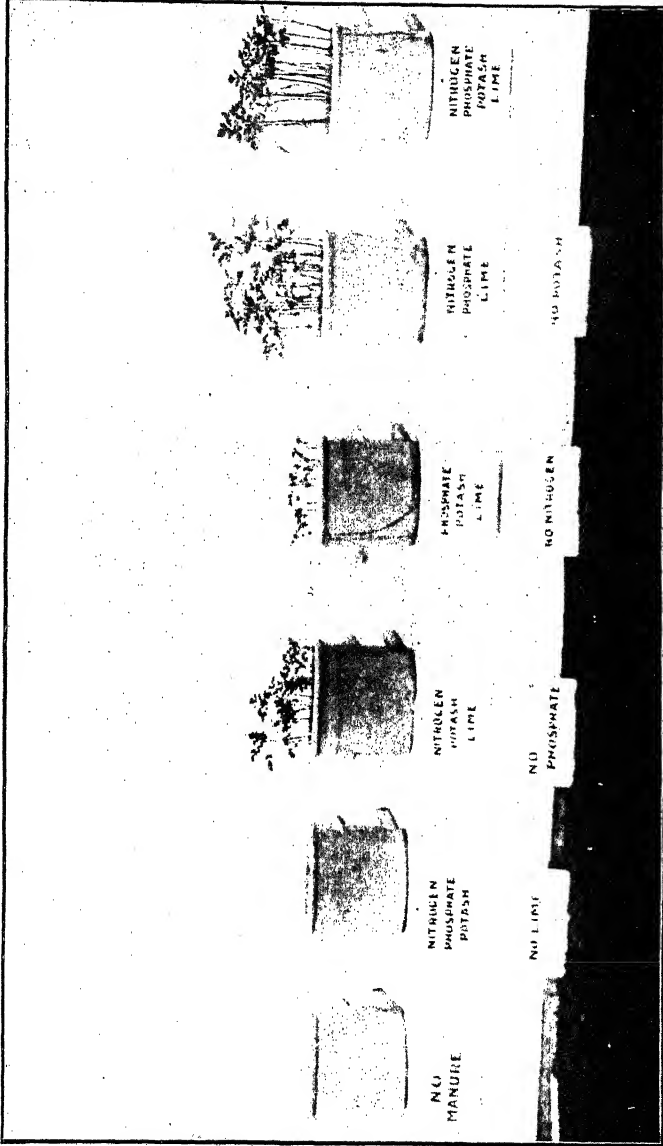 NO
MANURE
NITROGEN
PHOSPHATE
POTASH
NO LIME
NITROGEN
POTASH
LIME
NO
PHOSPHATE
PHOSPHATE
POTASH
LIME
NO NITROGEN
NITROGEN
PHOSPHATE
LIME
NO POTASH
NITROGEN
PHOSPHATE
POTASH
LIME